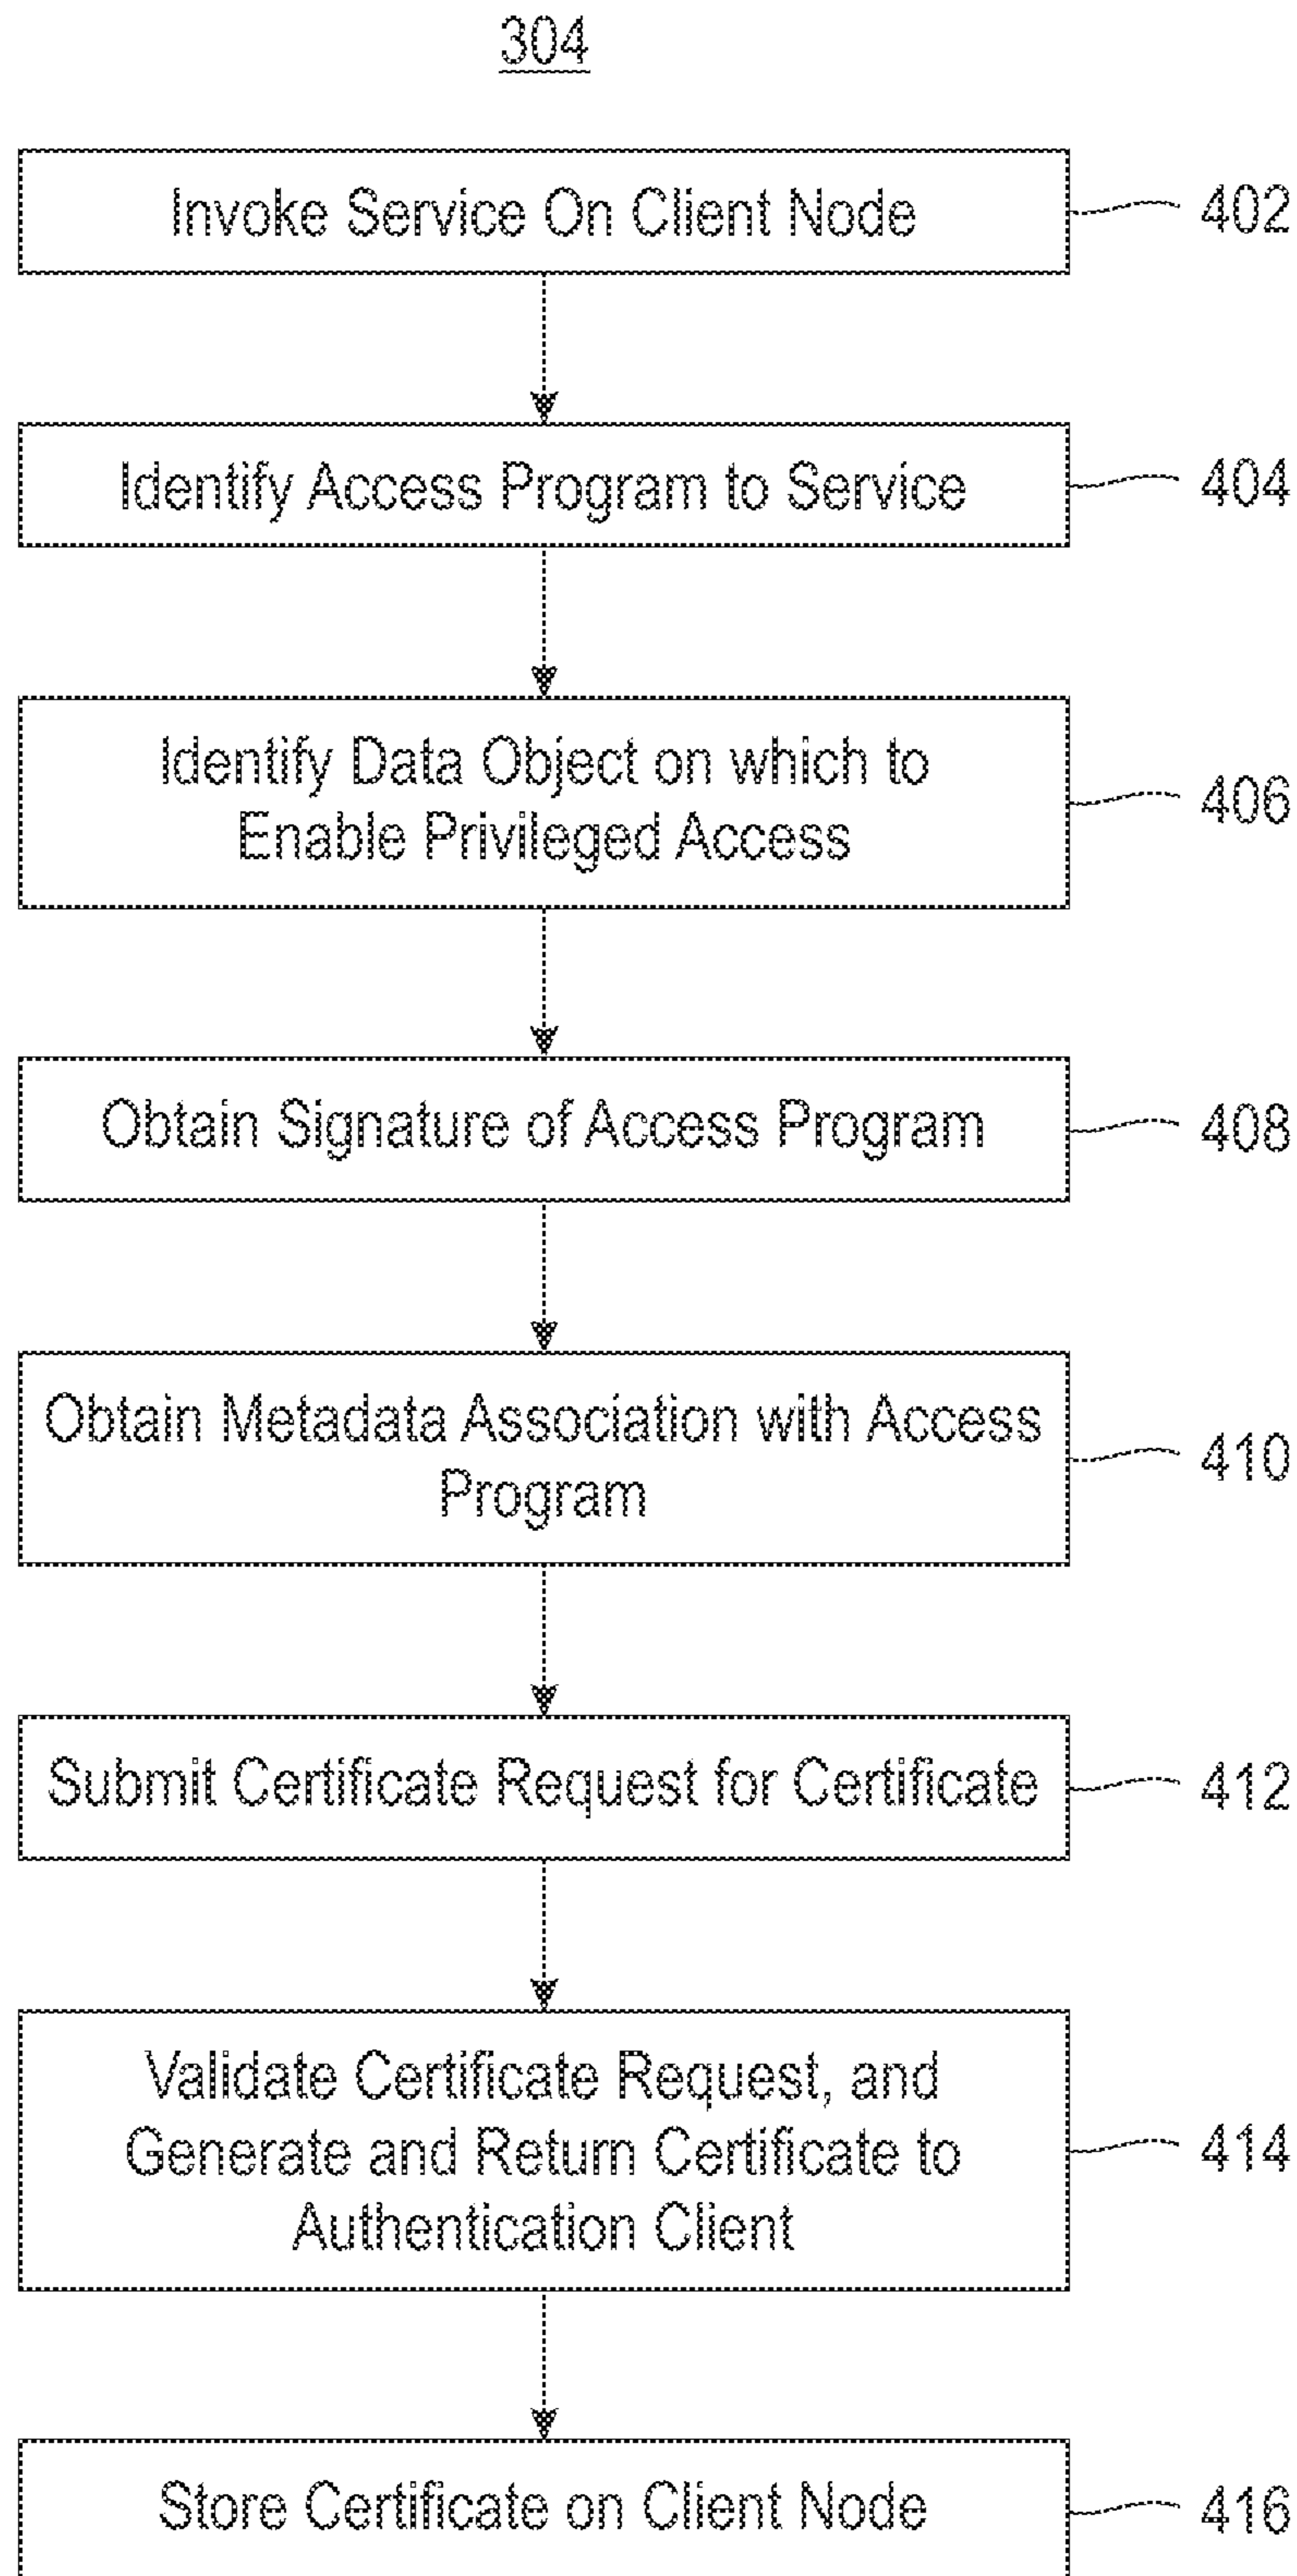 304
Invoke Service On Client Node
402
Identify Access Program to Service
404
Identify Data Object on which to
Enable Privileged Access
406
Obtain Signature of Access Program
408
Obtain Metadata Association with Access
Program
410
Submit Certificate Request for Certificate
412
Validate Certificate Request, and
Generate and Return Certificate to
Authentication Client
414
Store Certificate on Client Node
416